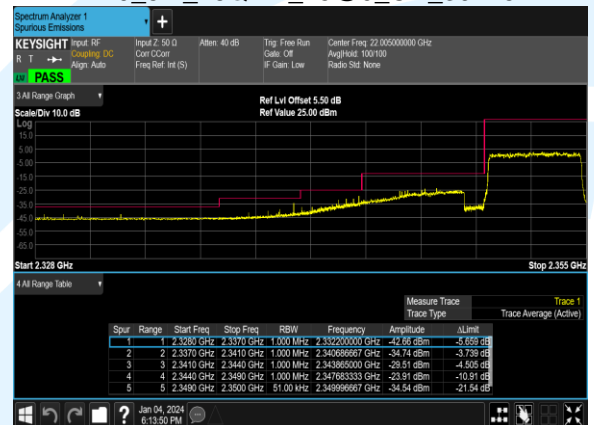 Spectrum Analyzer 1
Spurious Emissions
KEYSIGHT Input: RF Input Z: 50 Ω Atten: 40 dB Trig: Free Run Center Freq: 22.005000000 GHz
R T Coupling: DC Corr CCorr Gate: Off Avg|Hold: 100/100
Align: Auto Freq Ref: Int (S) IF Gain: Low Radio Std: None
LXI PASS
3 All Range Graph
Ref Lvl Offset 5.50 dB
Scale/Div 10.0 dB Ref Value 25.00 dBm
Log
15.0
5.00
-5.00
-15.0
-25.0
-35.0
-45.0
-55.0
-65.0
Start 2.328 GHz Stop 2.355 GHz
4 All Range Table
Measure Trace Trace 1
Trace Type Trace Average (Active)
Spur Range Start Freq Stop Freq RBW Frequency Amplitude ΔLimit
1 1 2.3280 GHz 2.3370 GHz 1.000 MHz 2.332200000 GHz -42.66 dBm -5.659 dB
2 2 2.3370 GHz 2.3410 GHz 1.000 MHz 2.340686667 GHz -34.74 dBm -3.739 dB
3 3 2.3410 GHz 2.3440 GHz 1.000 MHz 2.343865000 GHz -29.51 dBm -4.505 dB
4 4 2.3440 GHz 2.3490 GHz 1.000 MHz 2.347683333 GHz -23.91 dBm -10.91 dB
5 5 2.3490 GHz 2.3500 GHz 51.00 kHz 2.349996667 GHz -34.54 dBm -21.54 dB
Jan 04, 2024
6:13:50 PM